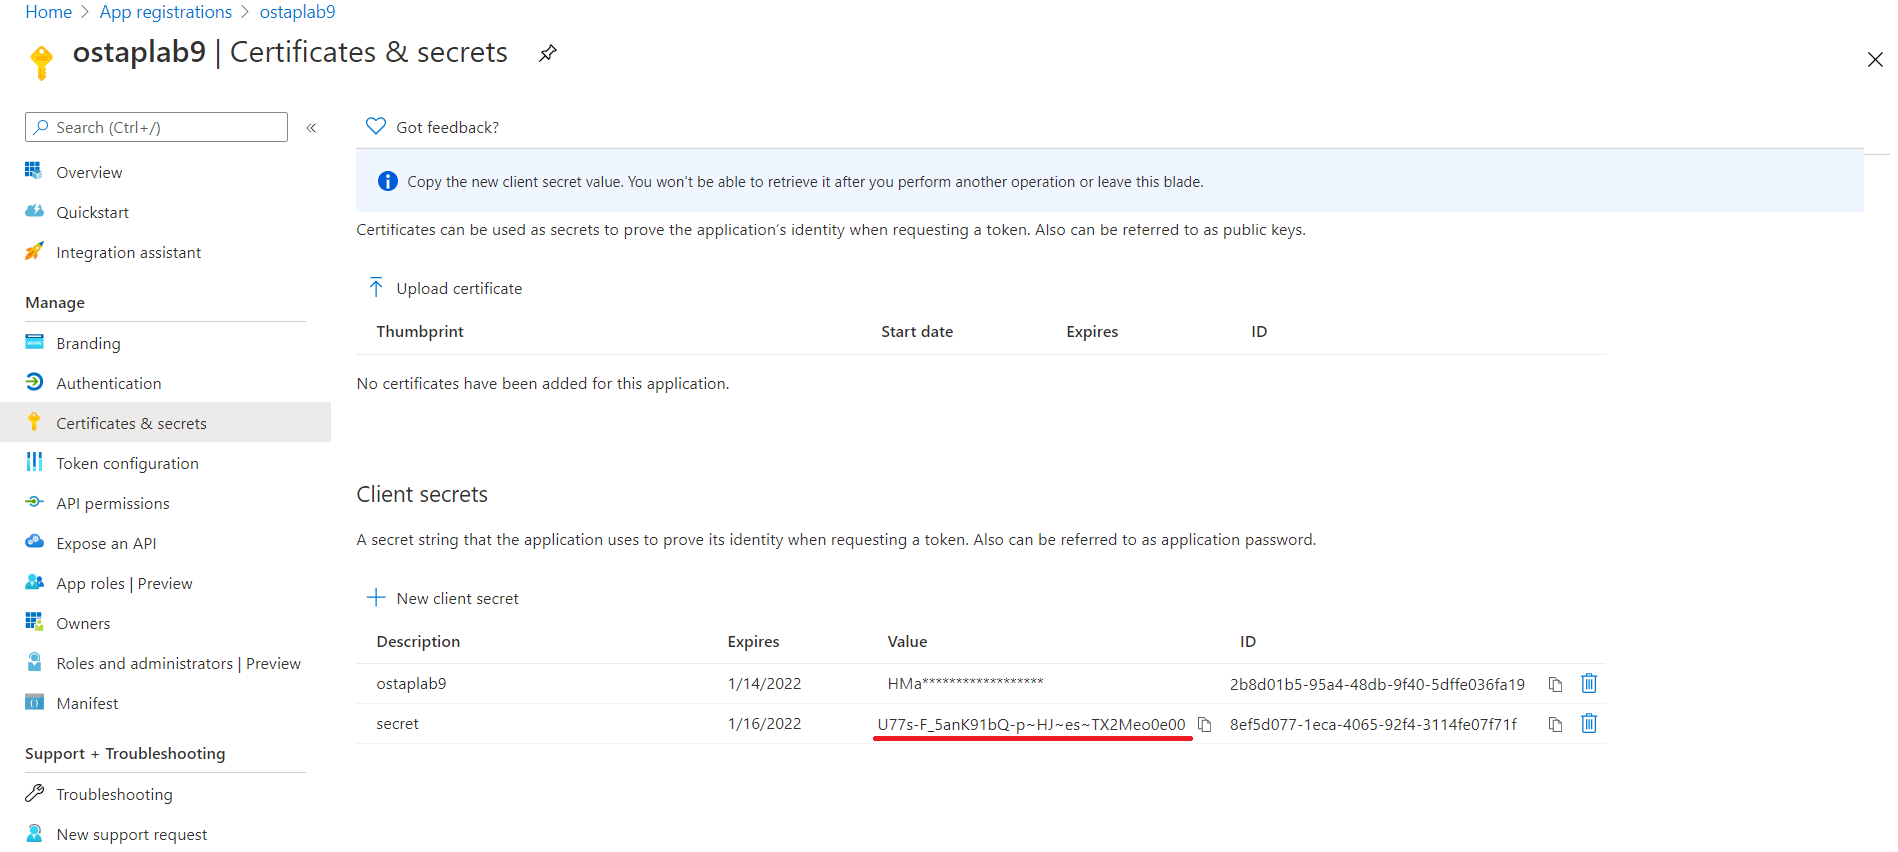 Home > App registrations > ostaplab9
ostaplab9 | Certificates & secrets
Search (Ctrl+/)
«
Overview
Quickstart
Integration assistant
Manage
Branding
Authentication
Certificates & secrets
Token configuration
API permissions
Expose an API
App roles | Preview
Owners
Roles and administrators | Preview
Manifest
Support + Troubleshooting
Troubleshooting
New support request
Got feedback?
Copy the new client secret value. You won't be able to retrieve it after you perform another operation or leave this blade.
Certificates can be used as secrets to prove the application's identity when requesting a token. Also can be referred to as public keys.
Upload certificate
Thumbprint Start date Expires ID
No certificates have been added for this application.
Client secrets
A secret string that the application uses to prove its identity when requesting a token. Also can be referred to as application password.
New client secret
Description Expires Value ID
ostaplab9 1/14/2022 HMa****************** 2b8d01b5-95a4-48db-9f40-5dffe036fa19
secret 1/16/2022 U77s-F_5anK91bQ-p~HJ~es~TX2Meo0e00 8ef5d077-1eca-4065-92f4-3114fe07f71f